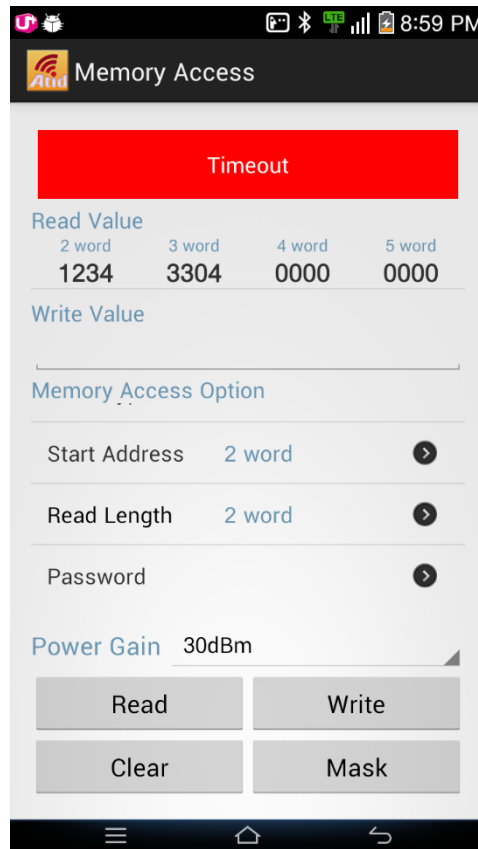 U+ LTE 8:59 PM
Atid Memory Access
Timeout
Read Value
2 word 3 word 4 word 5 word
1234 3304 0000 0000
Write Value
Memory Access Option
Start Address 2 word
Read Length 2 word
Password
Power Gain 30dBm
Read Write
Clear Mask